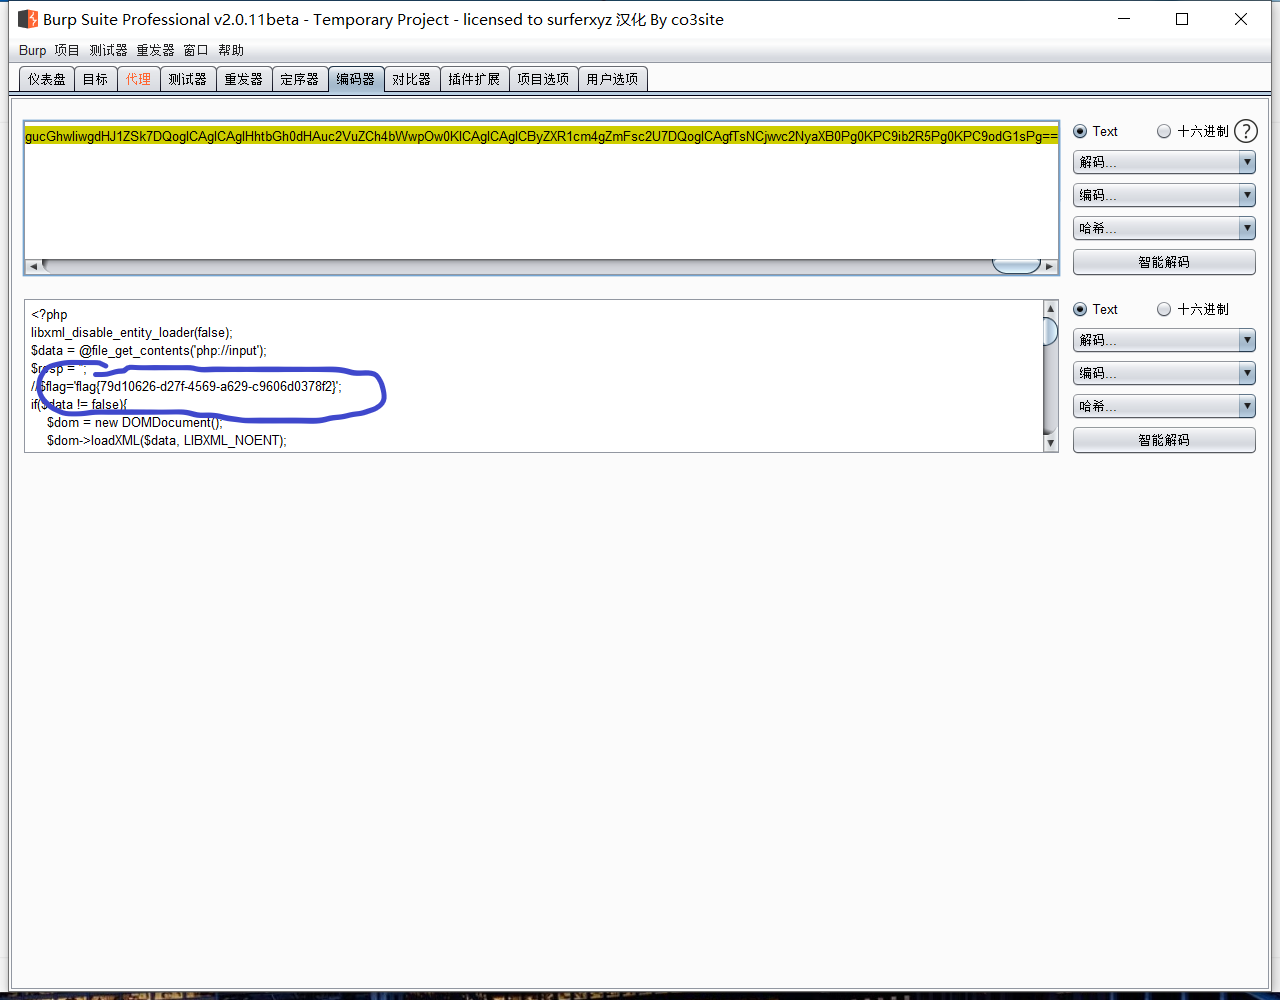 Burp Suite Professional v2.0.11beta - Temporary Project - licensed to surferxyz 汉化 By co3site
Burp 项目 测试器 重发器 窗口 帮助
仪表盘 目标 代理 测试器 重发器 定序器 编码器 对比器 插件扩展 项目选项 用户选项
gucGhwIiwgdHJ1ZSk7DQogICAgICAgIHhtbGh0dHAuc2VuZCh4bWwpOw0KICAgICAgICByZXR1cm4gZmFsc2U7DQogICAgfTsNCjwvc2NyaXB0Pg0KPC9ib2R5Pg0KPC9odG1sPg==
Text 十六进制 ?
解码...
编码...
哈希...
智能解码
<?php
libxml_disable_entity_loader(false);
$data = @file_get_contents('php://input');
$resp = '';
//$flag='flag{79d10626-d27f-4569-a629-c9606d0378f2}';
if($data != false){
$dom = new DOMDocument();
$dom->loadXML($data, LIBXML_NOENT);
Text 十六进制
解码...
编码...
哈希...
智能解码